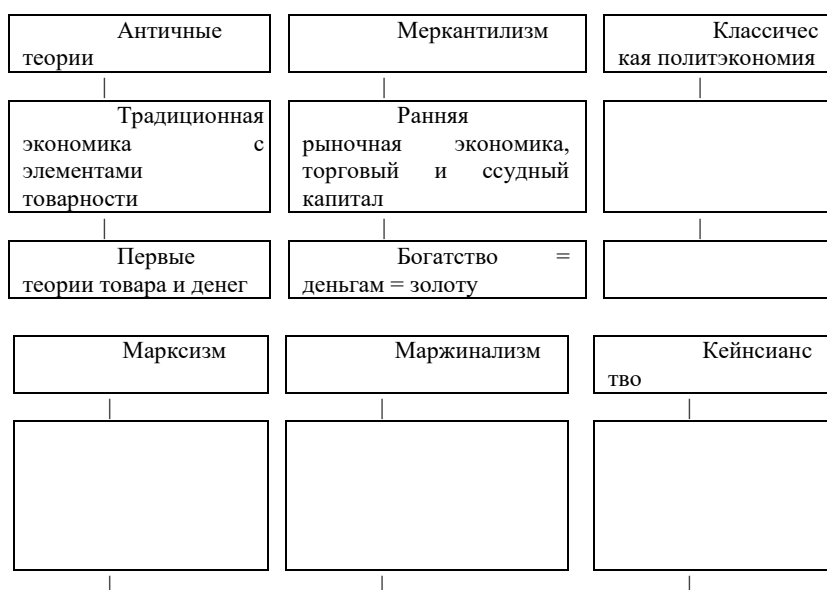 Античные
теории
Меркантилизм
Классичес
кая политэкономия
Традиционная
экономика с
элементами
товарности
Ранняя
рыночная экономика,
торговый и ссудный
капитал
Первые
теории товара и денег
Богатство =
деньгам = золоту
Марксизм
Маржинализм
Кейнсианс
тво